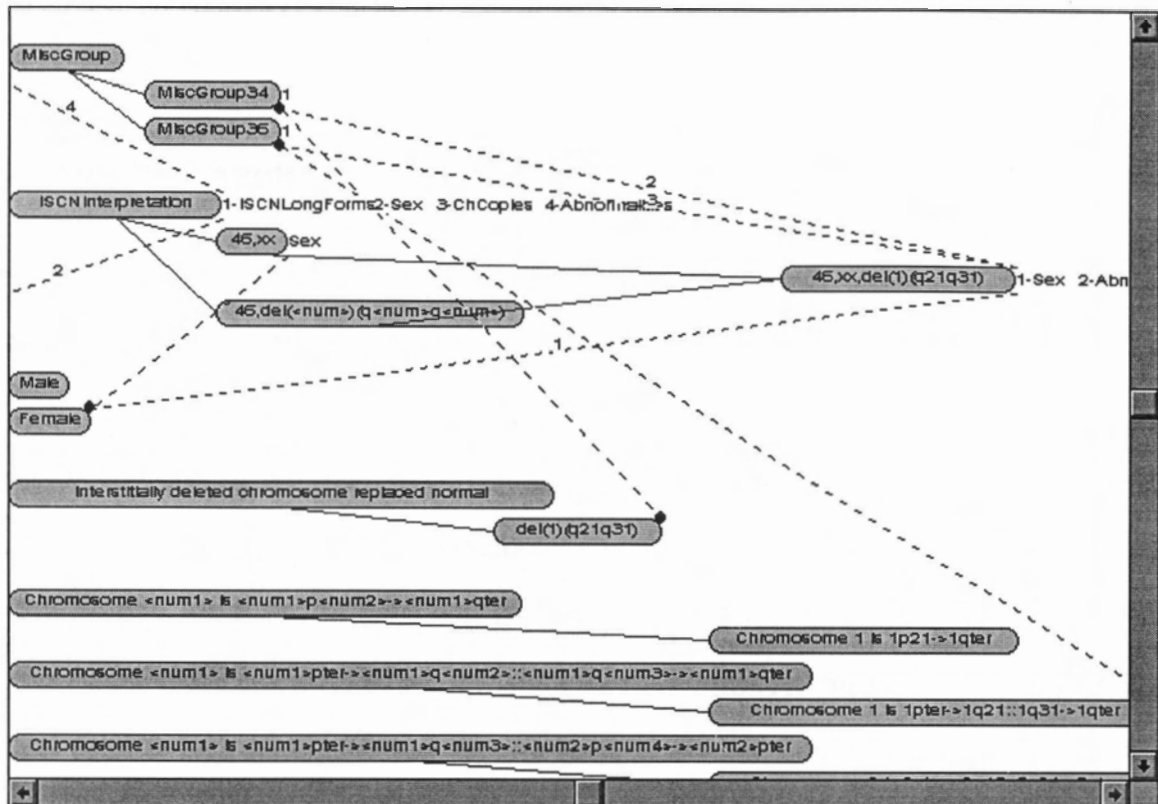 MiscGroup
MiscGroup34 1
4
MiscGroup36 1
2
3
ISCN Interpretation 1-ISCNLongForms 2-Sex 3-ChCopies 4-Abnormalities
46,xx Sex
2
46,xx,del(1)(q21q31) 1-Sex 2-Abn
46,del(<num>)(q<num>q<num>)
1
Male
Female
Interstitially deleted chromosome replaced normal
del(1)(q21q31)
Chromosome <num1> is <num1>p<num2>-><num1>qter
Chromosome 1 is 1p21->1qter
Chromosome <num1> is <num1>pter-><num1>q<num2>::<num1>q<num3>-><num1>qter
Chromosome 1 is 1pter->1q21::1q31->1qter
Chromosome <num1> is <num1>pter-><num1>q<num3>::<num2>p<num4>-><num2>pter